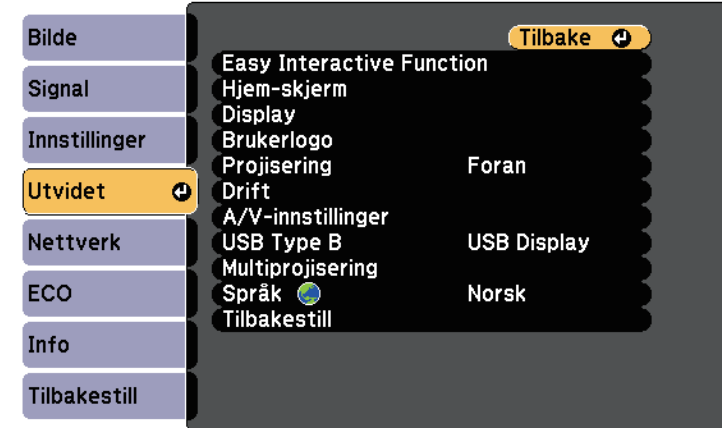 Bilde
Signal
Innstillinger
Utvidet
Nettverk
ECO
Info
Tilbakestill
Tilbake
Easy Interactive Function
Hjem-skjerm
Display
Brukerlogo
Projisering Foran
Drift
A/V-innstillinger
USB Type B USB Display
Multiprojisering
Språk Norsk
Tilbakestill